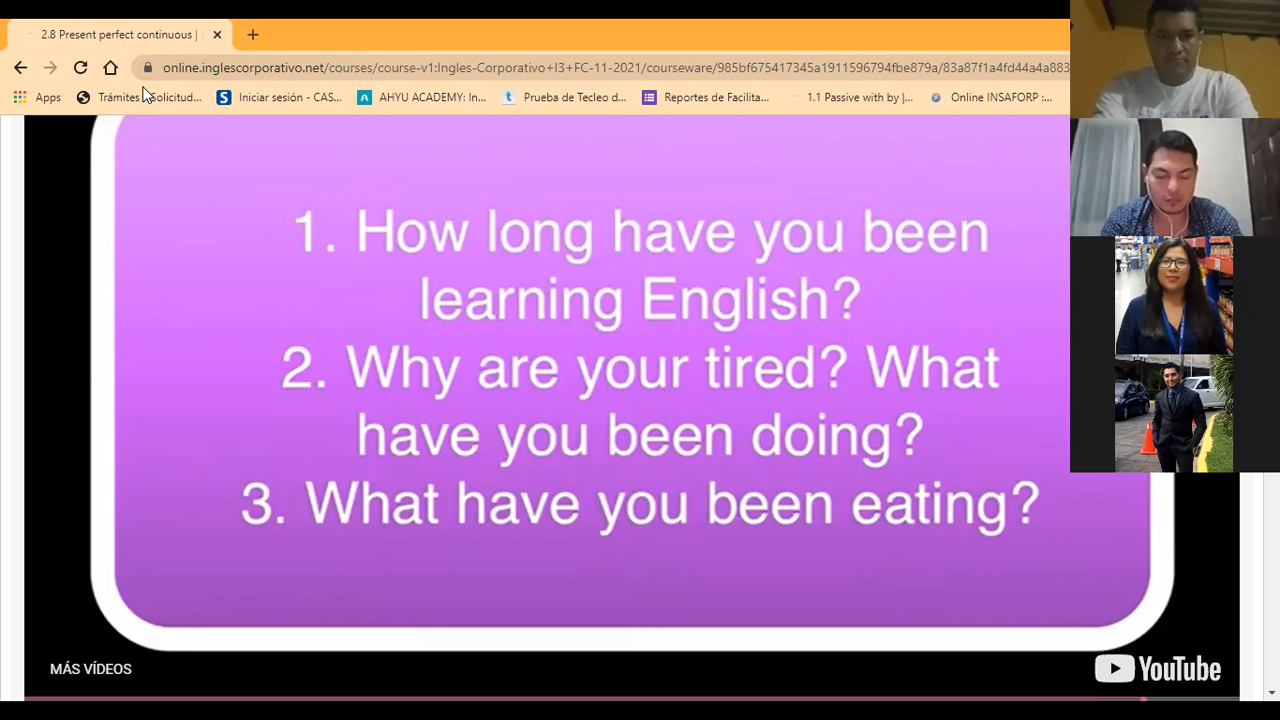 2.8 Present perfect continuous |
online.inglescorporativo.net/courses/course-v1:Ingles-Corporativo+I3+FC-11-2021/courseware/985bf675417345a1911596794fbe879a/83a87f1a4fd44a4a883
Apps Trámites Solicitud... Iniciar sesión - CAS... AHYU ACADEMY: In... Prueba de Tecleo d... Reportes de Facilita... 1.1 Passive with by |... Online INSAFORP :...
1. How long have you been
learning English?
2. Why are your tired? What
have you been doing?
3. What have you been eating?
MÁS VÍDEOS
YouTube